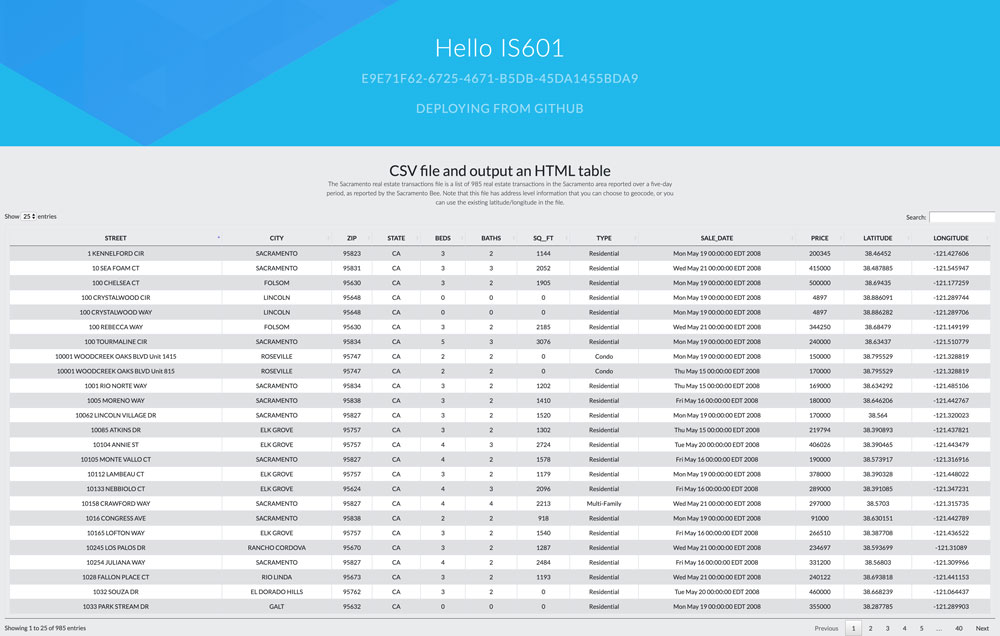 Hello IS601
E9E71F62-6725-4671-B5DB-45DA1455BDA9
DEPLOYING FROM GITHUB
CSV file and output an HTML table
The Sacramento real estate transactions file is a list of 985 real estate transactions in the Sacramento area reported over a five-day
period, as reported by the Sacramento Bee. Note that this file has address level information that you can choose to geocode, or you
can use the existing latitude/longitude in the file.
Show 25 entries Search:
STREET CITY ZIP STATE BEDS BATHS SQ__FT TYPE SALE_DATE PRICE LATITUDE LONGITUDE
1 KENNELFORD CIR SACRAMENTO 95823 CA 3 2 1144 Residential Mon May 19 00:00:00 EDT 2008 200345 38.46452 -121.427606
10 SEA FOAM CT SACRAMENTO 95831 CA 3 3 2052 Residential Wed May 21 00:00:00 EDT 2008 415000 38.487885 -121.545947
100 CHELSEA CT FOLSOM 95630 CA 3 2 1905 Residential Mon May 19 00:00:00 EDT 2008 500000 38.69435 -121.177259
100 CRYSTALWOOD CIR LINCOLN 95648 CA 0 0 0 Residential Mon May 19 00:00:00 EDT 2008 4897 38.886091 -121.289744
100 CRYSTALWOOD WAY LINCOLN 95648 CA 0 0 0 Residential Mon May 19 00:00:00 EDT 2008 4897 38.886282 -121.289706
100 REBECCA WAY FOLSOM 95630 CA 3 2 2185 Residential Wed May 21 00:00:00 EDT 2008 344250 38.68479 -121.149199
100 TOURMALINE CIR SACRAMENTO 95834 CA 5 3 3076 Residential Mon May 19 00:00:00 EDT 2008 240000 38.63437 -121.510779
10001 WOODCREEK OAKS BLVD Unit 1415 ROSEVILLE 95747 CA 2 2 0 Condo Mon May 19 00:00:00 EDT 2008 150000 38.795529 -121.328819
10001 WOODCREEK OAKS BLVD Unit 815 ROSEVILLE 95747 CA 2 2 0 Condo Thu May 15 00:00:00 EDT 2008 170000 38.795529 -121.328819
1001 RIO NORTE WAY SACRAMENTO 95834 CA 3 2 1202 Residential Thu May 15 00:00:00 EDT 2008 169000 38.634292 -121.485106
1005 MORENO WAY SACRAMENTO 95838 CA 3 2 1410 Residential Fri May 16 00:00:00 EDT 2008 180000 38.646206 -121.442767
10062 LINCOLN VILLAGE DR SACRAMENTO 95827 CA 3 2 1520 Residential Mon May 19 00:00:00 EDT 2008 170000 38.564 -121.320023
10085 ATKINS DR ELK GROVE 95757 CA 3 2 1302 Residential Thu May 15 00:00:00 EDT 2008 219794 38.390893 -121.437821
10104 ANNIE ST ELK GROVE 95757 CA 4 3 2724 Residential Tue May 20 00:00:00 EDT 2008 406026 38.390465 -121.443479
10105 MONTE VALLO CT SACRAMENTO 95827 CA 4 2 1578 Residential Fri May 16 00:00:00 EDT 2008 190000 38.573917 -121.316916
10112 LAMBEAU CT ELK GROVE 95757 CA 3 2 1179 Residential Mon May 19 00:00:00 EDT 2008 378000 38.390328 -121.448022
10133 NEBBIOLO CT ELK GROVE 95624 CA 4 3 2096 Residential Fri May 16 00:00:00 EDT 2008 289000 38.391085 -121.347231
10158 CRAWFORD WAY SACRAMENTO 95827 CA 4 4 2213 Multi-Family Wed May 21 00:00:00 EDT 2008 297000 38.5703 -121.315735
1016 CONGRESS AVE SACRAMENTO 95838 CA 2 2 918 Residential Mon May 19 00:00:00 EDT 2008 91000 38.630151 -121.442789
10165 LOFTON WAY ELK GROVE 95757 CA 3 2 1540 Residential Fri May 16 00:00:00 EDT 2008 266510 38.387708 -121.436522
10245 LOS PALOS DR RANCHO CORDOVA 95670 CA 3 2 1287 Residential Wed May 21 00:00:00 EDT 2008 234697 38.593699 -121.31089
10254 JULIANA WAY SACRAMENTO 95827 CA 4 2 2484 Residential Fri May 16 00:00:00 EDT 2008 331200 38.56803 -121.309966
1028 FALLON PLACE CT RIO LINDA 95673 CA 3 2 1193 Residential Mon May 19 00:00:00 EDT 2008 240122 38.693818 -121.441153
1032 SOUZA DR EL DORADO HILLS 95762 CA 3 2 0 Residential Tue May 20 00:00:00 EDT 2008 460000 38.668239 -121.064437
1033 PARK STREAM DR GALT 95632 CA 0 0 0 Residential Mon May 19 00:00:00 EDT 2008 355000 38.287785 -121.289903
Showing 1 to 25 of 985 entries Previous 1 2 3 4 5 ... 40 Next